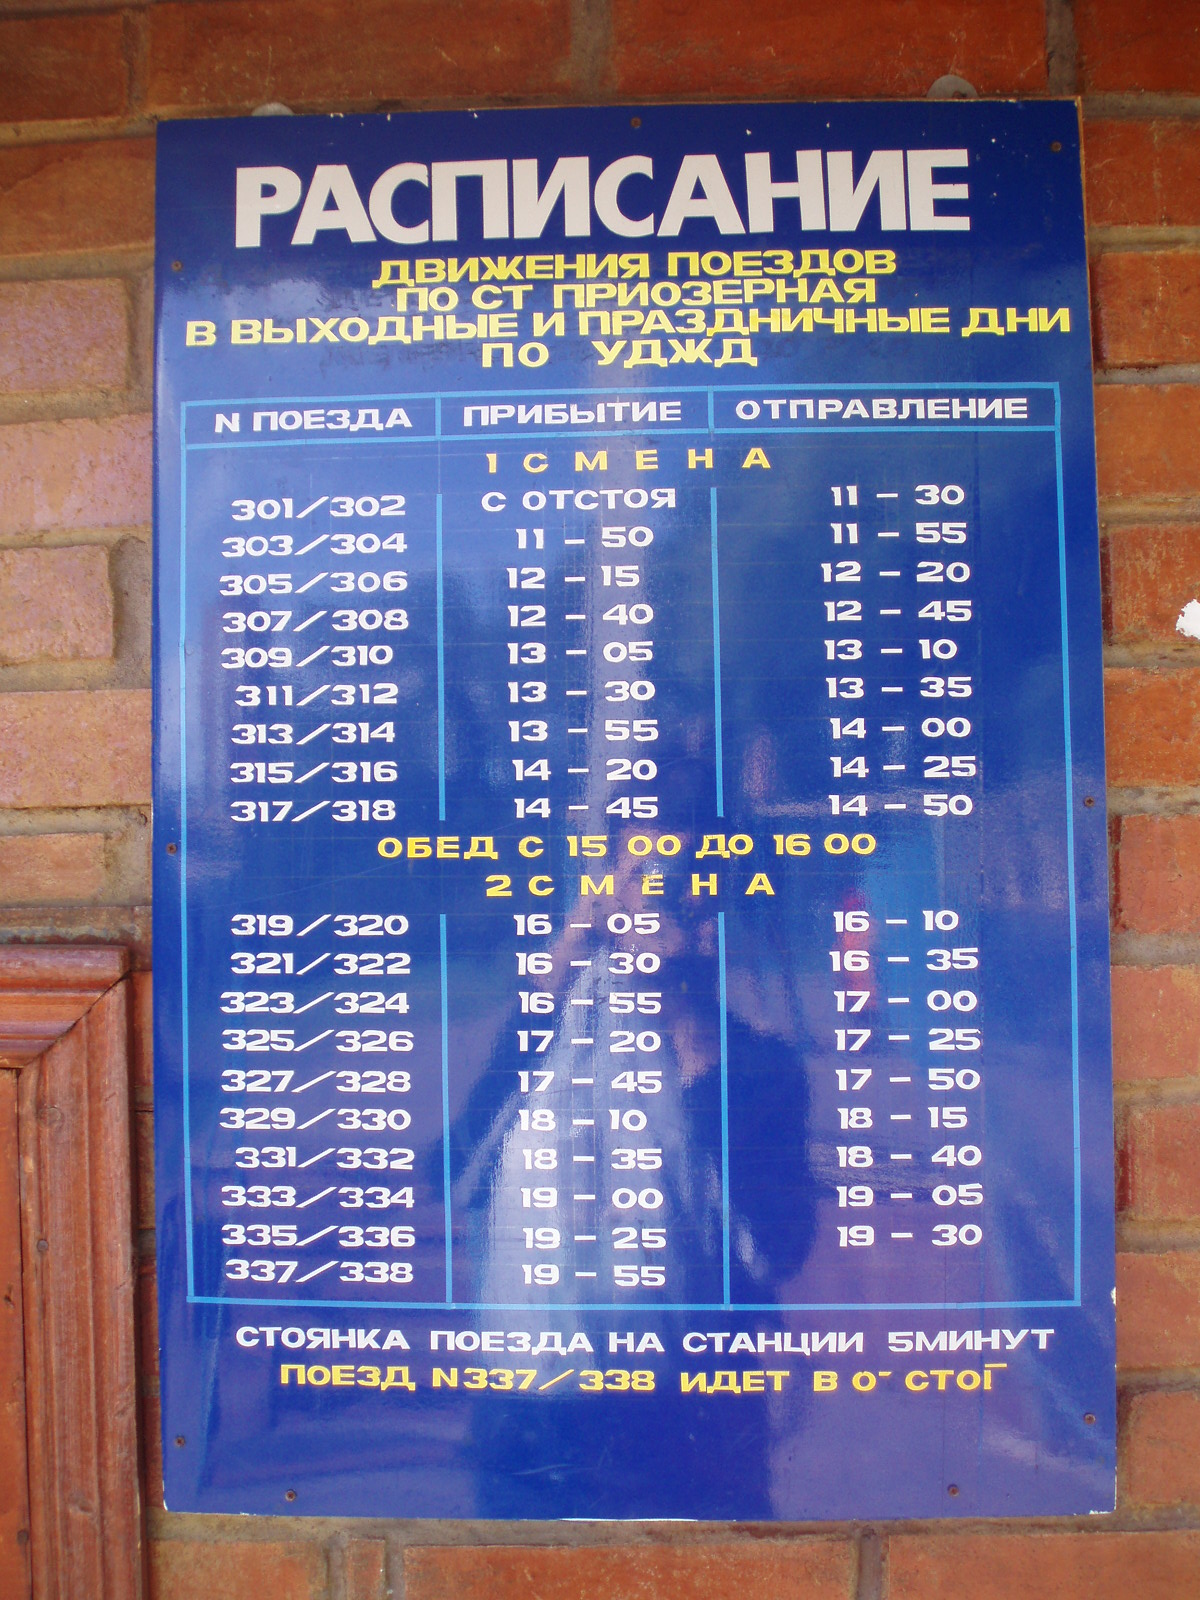 РАСПИСАНИЕ
ДВИЖЕНИЯ ПОЕЗДОВ
ПО СТ ПРИОЗЕРНАЯ
В ВЫХОДНЫЕ И ПРАЗДНИЧНЫЕ ДНИ
ПО УДЖД
N ПОЕЗДА ПРИБЫТИЕ ОТПРАВЛЕНИЕ
1 СМЕНА
301/302 С ОТСТОЯ 11 – 30
303/304 11 – 50 11 – 55
305/306 12 – 15 12 – 20
307/308 12 – 40 12 – 45
309/310 13 – 05 13 – 10
311/312 13 – 30 13 – 35
313/314 13 – 55 14 – 00
315/316 14 – 20 14 – 25
317/318 14 – 45 14 – 50
ОБЕД С 15 00 ДО 16 00
2 СМЕНА
319/320 16 – 05 16 – 10
321/322 16 – 30 16 – 35
323/324 16 – 55 17 – 00
325/326 17 – 20 17 – 25
327/328 17 – 45 17 – 50
329/330 18 – 10 18 – 15
331/332 18 – 35 18 – 40
333/334 19 – 00 19 – 05
335/336 19 – 25 19 – 30
337/338 19 – 55
СТОЯНКА ПОЕЗДА НА СТАНЦИИ 5МИНУТ
ПОЕЗД N337/338 ИДЕТ В